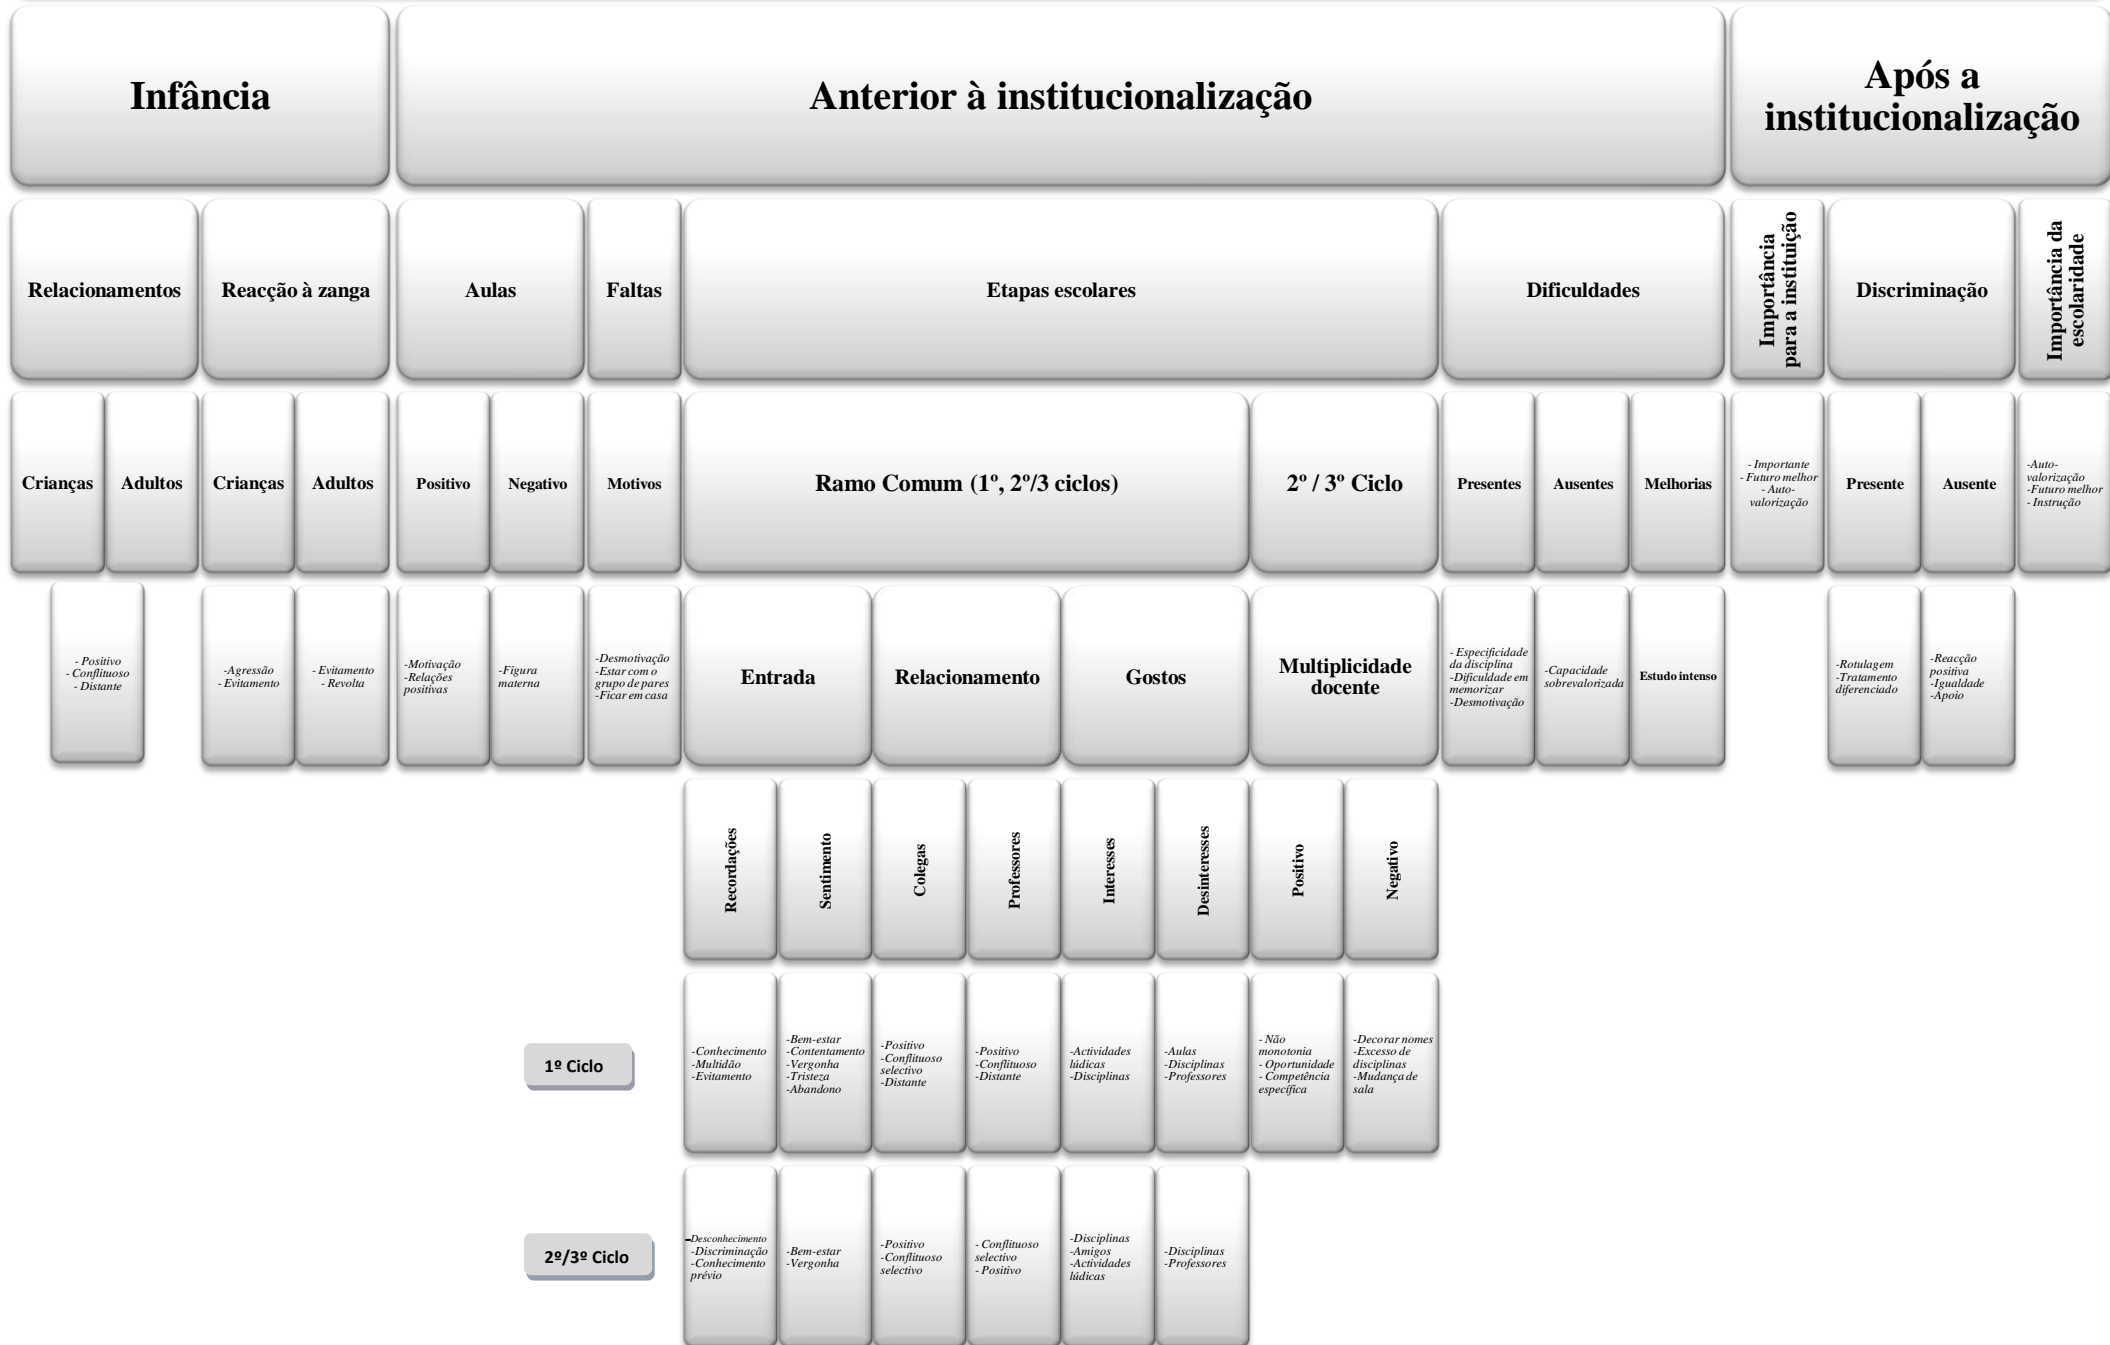 Infância
Anterior à institucionalização
Após a
institucionalização
Relacionamentos
Reacção à zanga
Aulas
Faltas
Etapas escolares
Dificuldades
Importância
para a instituição
Discriminação
Importância da
escolaridade
Crianças
Adultos
Crianças
Adultos
Positivo
Negativo
Motivos
Ramo Comum (1º, 2º/3 ciclos)
2º / 3º Ciclo
Presentes
Ausentes
Melhorias
- Importante
- Futuro melhor
- Auto-
valorização
Presente
Ausente
-Auto-
valorização
-Futuro melhor
- Instrução
- Positivo
- Conflituoso
- Distante
-Agressão
- Evitamento
- Evitamento
- Revolta
-Motivação
-Relações
positivas
-Figura
materna
-Desmotivação
-Estar com o
grupo de pares
-Ficar em casa
Entrada
Relacionamento
Gostos
Multiplicidade
docente
- Especificidade
da disciplina
-Dificuldade em
memorizar
-Desmotivação
-Capacidade
sobrevalorizada
Estudo intenso
-Rotulagem
-Tratamento
diferenciado
-Reacção
positiva
-Igualdade
-Apoio
Recordações
Sentimento
Colegas
Professores
Interesses
Desinteresses
Positivo
Negativo
1º Ciclo
-Conhecimento
-Multidão
-Evitamento
-Bem-estar
-Contentamento
-Vergonha
-Tristeza
-Abandono
-Positivo
-Conflituoso
selectivo
-Distante
-Positivo
-Conflituoso
-Distante
-Actividades
lúdicas
-Disciplinas
-Aulas
-Disciplinas
-Professores
- Não
monotonia
- Oportunidade
- Competência
específica
-Decorar nomes
-Excesso de
disciplinas
-Mudança de
sala
2º/3º Ciclo
-Desconhecimento
-Discriminação
-Conhecimento
prévio
-Bem-estar
-Vergonha
-Positivo
-Conflituoso
selectivo
- Conflituoso
selectivo
- Positivo
-Disciplinas
-Amigos
-Actividades
lúdicas
-Disciplinas
-Professores